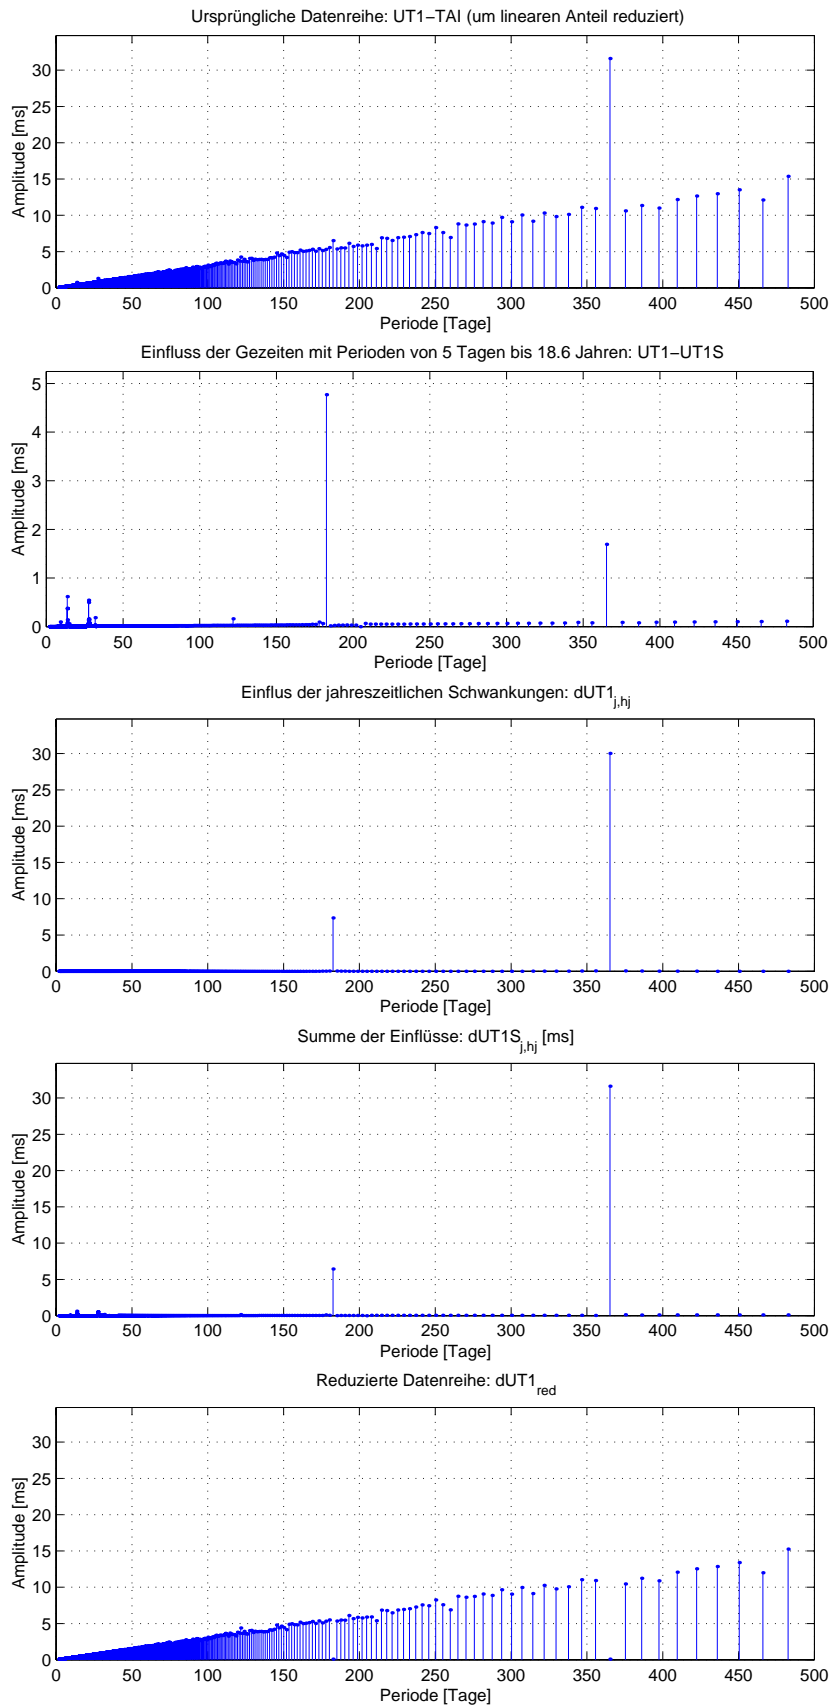 Ursprüngliche Datenreihe: UT1−TAI (um linearen Anteil reduziert)
Amplitude [ms]
35
30
25
20
15
10
5
0
0 50 100 150 200 250 300 350 400 450 500
Periode [Tage]
Einfluss der Gezeiten mit Perioden von 5 Tagen bis 18.6 Jahren: UT1−UT1S
Amplitude [ms]
5
4
3
2
1
0
0 50 100 150 200 250 300 350 400 450 500
Periode [Tage]
Einflus der jahreszeitlichen Schwankungen: dUT1j,hj
Amplitude [ms]
30
25
20
15
10
5
0
0 50 100 150 200 250 300 350 400 450 500
Periode [Tage]
Summe der Einflüsse: dUT1Sj,hj [ms]
Amplitude [ms]
30
25
20
15
10
5
0
0 50 100 150 200 250 300 350 400 450 500
Periode [Tage]
Reduzierte Datenreihe: dUT1red
Amplitude [ms]
30
25
20
15
10
5
0
0 50 100 150 200 250 300 350 400 450 500
Periode [Tage]